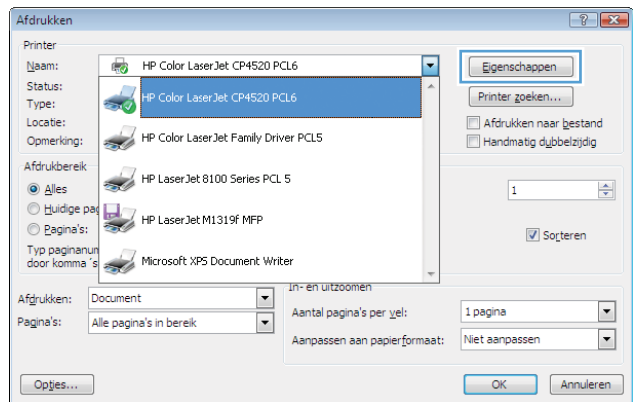 Afdrukken
Printer
Naam: HP Color LaserJet CP4520 PCL6 Eigenschappen
Status: HP Color LaserJet CP4520 PCL6 Printer zoeken...
Type:
Locatie: Afdrukken naar bestand
Opmerking: HP Color LaserJet Family Driver PCL5 Handmatig dubbelzijdig
Afdrukbereik
Alles HP LaserJet 8100 Series PCL 5 1
Huidige pag
Pagina's: HP LaserJet M1319f MFP Sorteren
Typ paginanum
door komma 's Microsoft XPS Document Writer
In- en uitzoomen
Afdrukken: Document Aantal pagina's per vel: 1 pagina
Pagina's: Alle pagina's in bereik Aanpassen aan papierformaat: Niet aanpassen
Opties... OK Annuleren